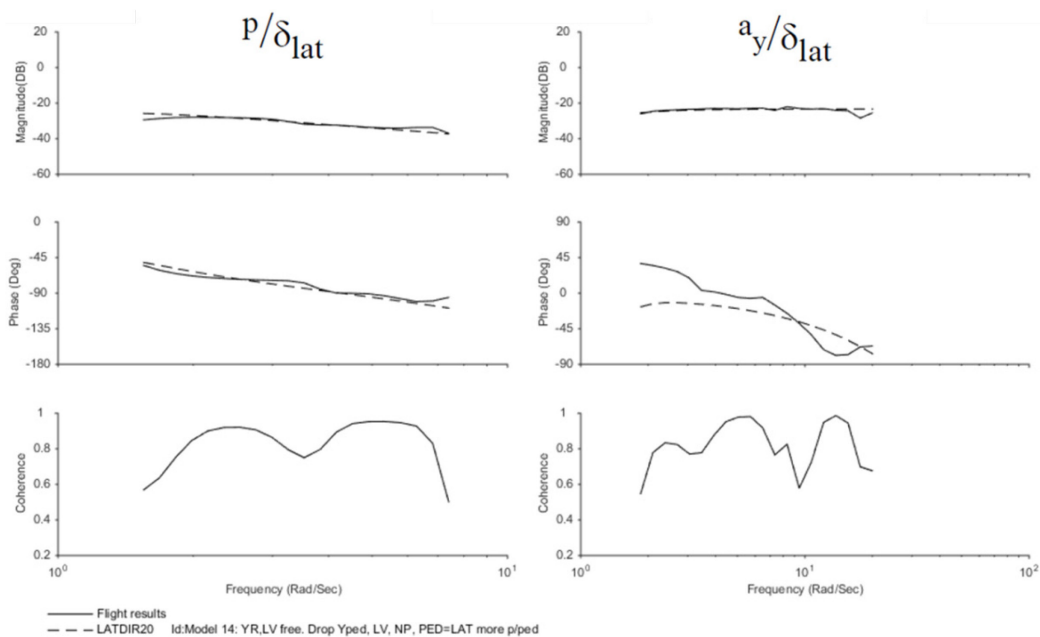 p/δlat
ay/δlat
Magnitude(DB)
20
0
-20
-40
-60
Magnitude(DB)
20
0
-20
-40
-60
Phase (Deg)
0
-45
-90
-135
-180
Phase (Deg)
90
45
0
-45
-90
Coherence
1
0.8
0.6
0.4
0.2
10^0
10^1
Frequency (Rad/Sec)
Coherence
1
0.8
0.6
0.4
0.2
10^0
10^1
10^2
Frequency (Rad/Sec)
Flight results
LATDIR20 Id:Model 14: YR,LV free. Drop Yped, LV, NP, PED=LAT more p/ped